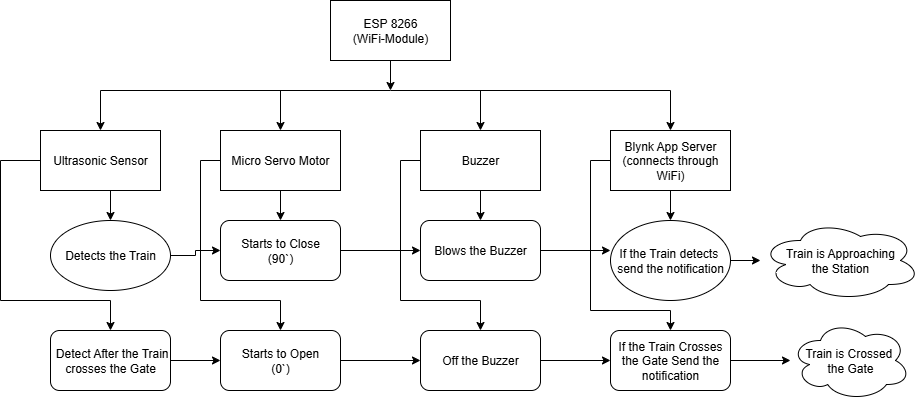 ESP 8266
(WiFi-Module)
Ultrasonic Sensor
Micro Servo Motor
Buzzer
Blynk App Server
(connects through
WiFi)
Detects the Train
Starts to Close
(90`)
Blows the Buzzer
If the Train detects
send the notification
Train is Approaching
the Station
Detect After the Train
crosses the Gate
Starts to Open
(0`)
Off the Buzzer
If the Train Crosses
the Gate Send the
notification
Train is Crossed
the Gate